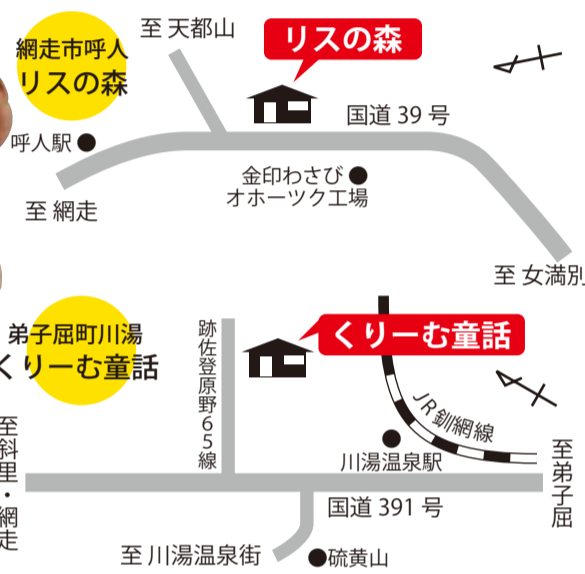 至 天都山
網走市呼人
リスの森
リスの森
国道 39 号
呼人駅
金印わさび
オホーツク工場
至 網走
至 女満別
弟子屈町川湯
くりーむ童話
跡佐登原野65線
くりーむ童話
JR釧網線
至斜里・網走
川湯温泉駅
至弟子屈
国道 391 号
至 川湯温泉街
硫黄山